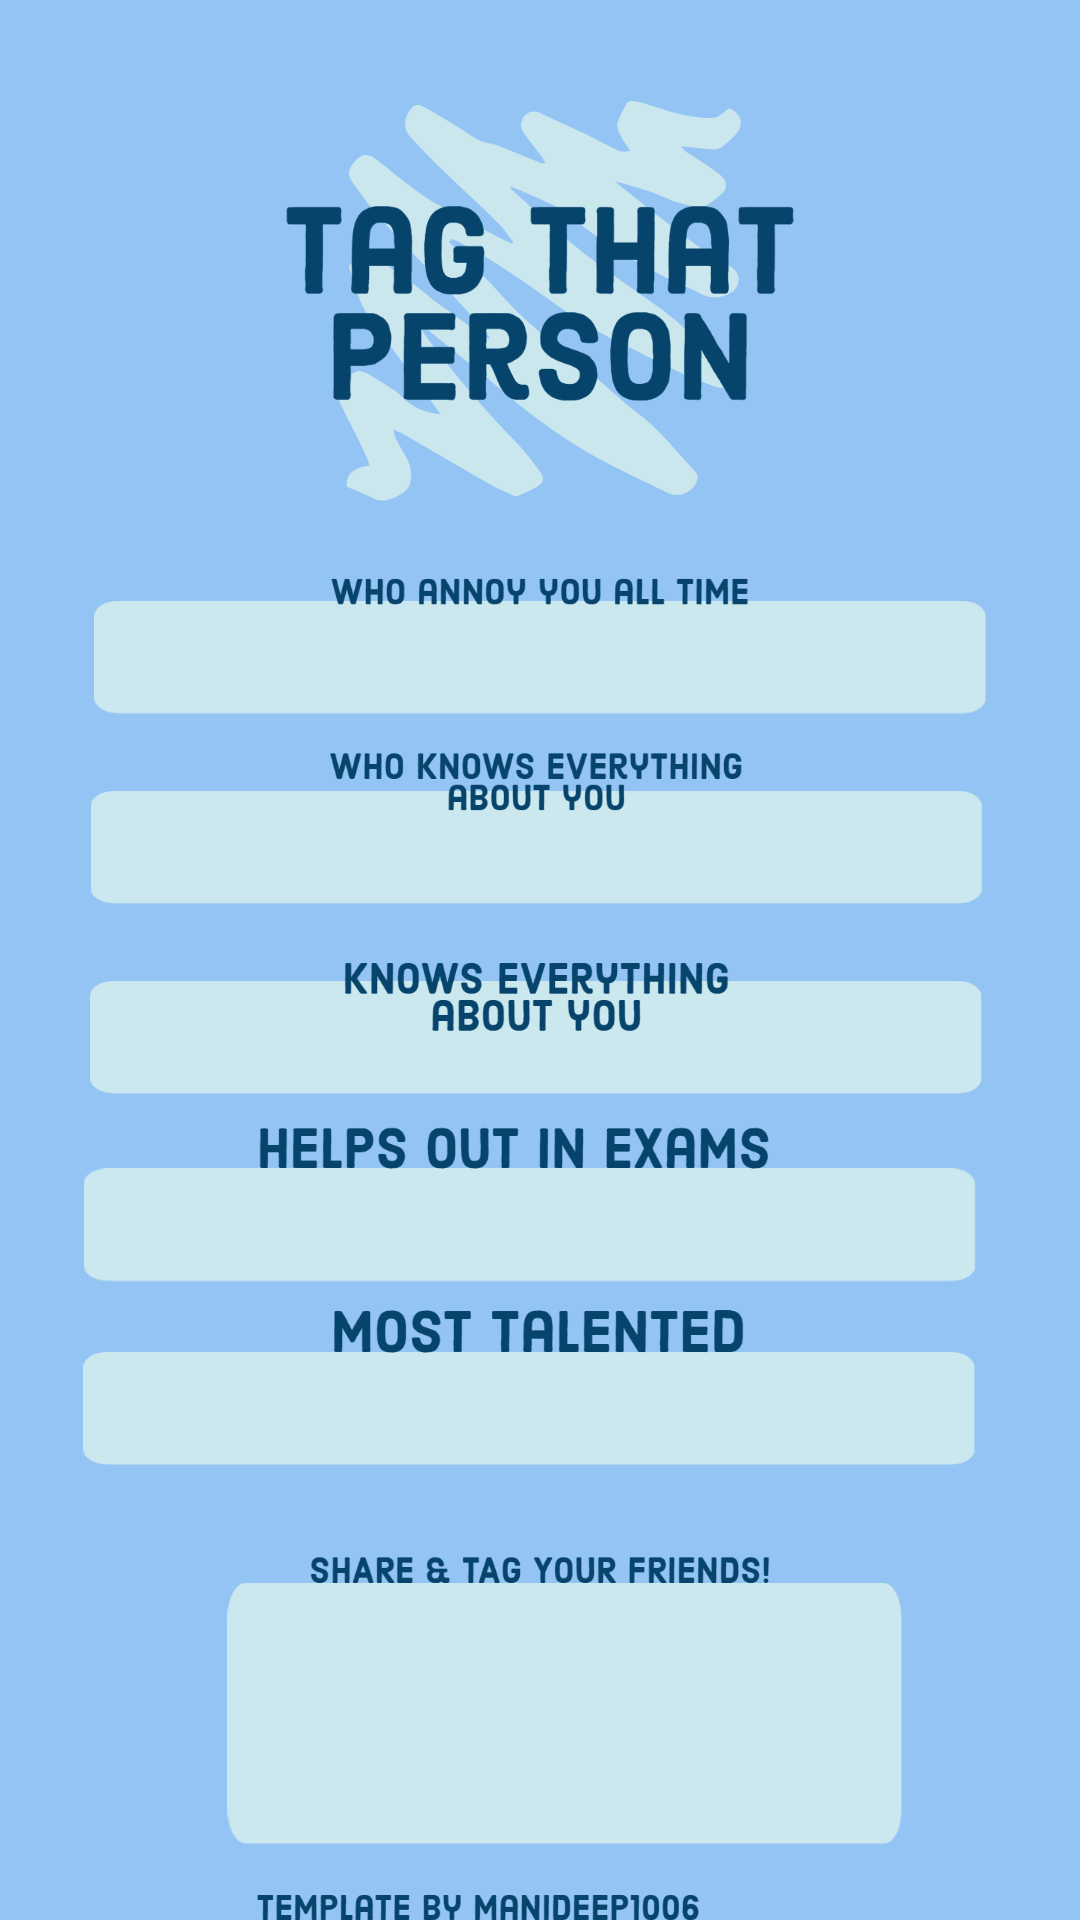 TAG THAT
PERSON
WHO ANNOY YOU ALL TIME
WHO KNOWS EVERYTHING
ABOUT YOU
KNOWS EVERYTHING
ABOUT YOU
HELPS OUT IN EXAMS
MOST TALENTED
SHARE & TAG YOUR FRIENDS!
TEMPLATE BY MANIDEEP1006